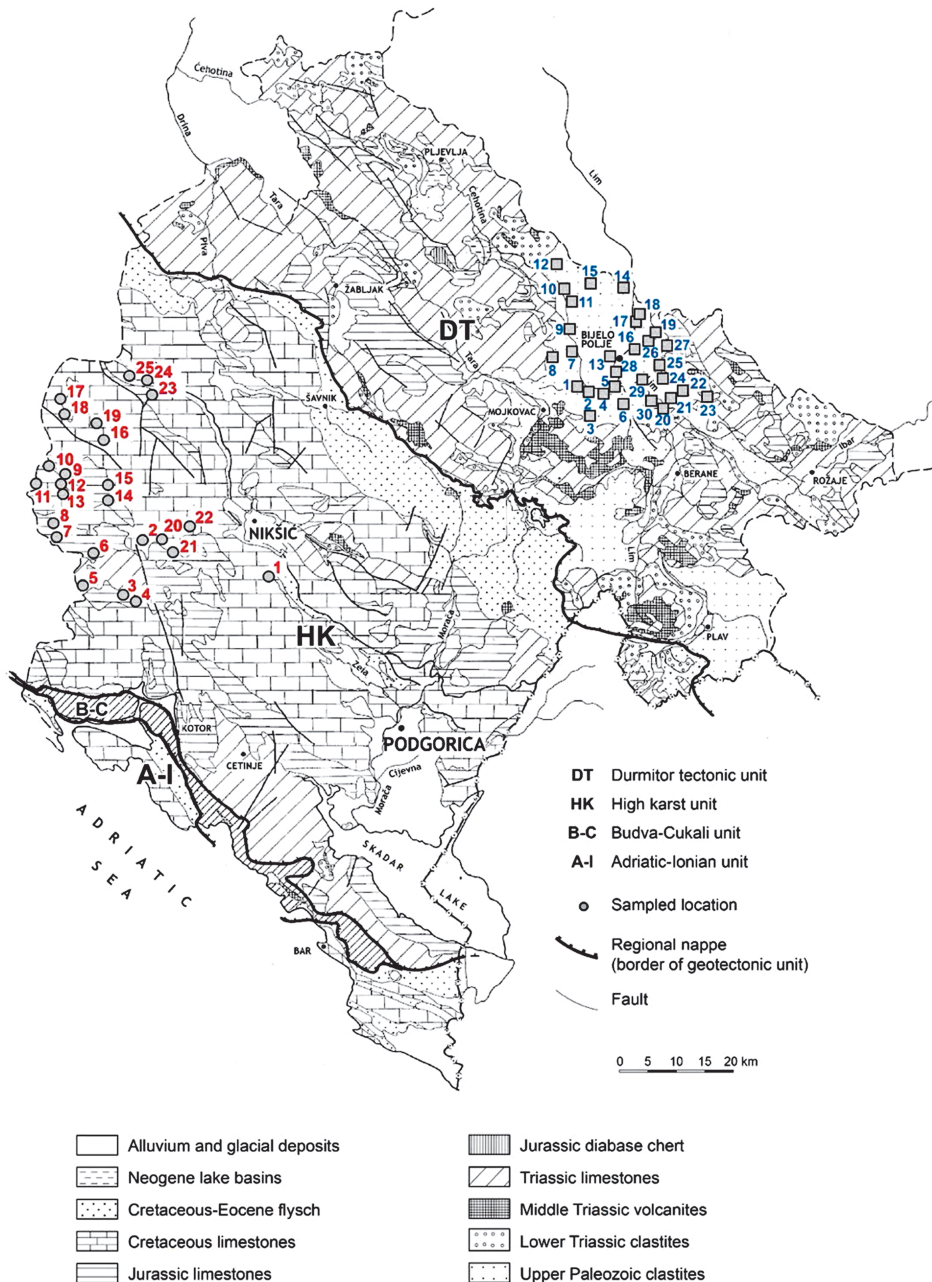 Ćehotina
Drina
PLJEVLJA
Lim
Tara
Ćehotina
Piva
ŽABLJAK
DT
12
15
14
10
11
18
17
9
BIJELO
POLJE
16
19
26
27
8
7
13
28
25
Tara
1
5
Lim
29
24
22
MOJKOVAC
2
4
6
30
20
21
23
3
25
24
23
17
18
19
16
ŠAVNIK
Ibar
BERANE
ROŽAJE
10
9
11
12
13
15
14
8
7
6
2
20
22
21
NIKŠIĆ
1
5
3
4
Lim
PLAV
HK
Morača
Zeta
B-C
KOTOR
A-I
CETINJE
PODGORICA
Cijevna
Morača
ADRIATIC
SEA
SKADAR
LAKE
BAR
DT Durmitor tectonic unit
HK High karst unit
B-C Budva-Cukali unit
A-I Adriatic-Ionian unit
Sampled location
Regional nappe
(border of geotectonic unit)
Fault
0 5 10 15 20 km
Alluvium and glacial deposits
Neogene lake basins
Cretaceous-Eocene flysch
Cretaceous limestones
Jurassic limestones
Jurassic diabase chert
Triassic limestones
Middle Triassic volcanites
Lower Triassic clastites
Upper Paleozoic clastites